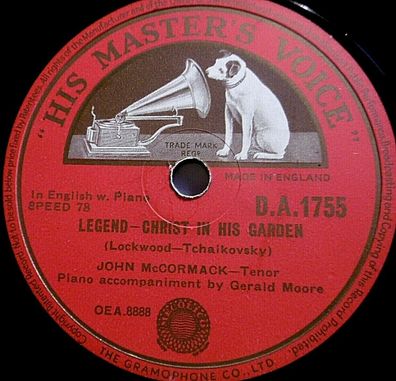 "HIS MASTER'S VOICE"
TRADE MARK
REGD.
MADE IN ENGLAND
In English w. Piano
SPEED 78
D.A.1755
LEGEND—CHRIST IN HIS GARDEN
(Lockwood—Tchaikovsky)
JOHN McCORMACK—Tenor
Piano accompaniment by Gerald Moore
OEA.8888
THE GRAMOPHONE CO., LTD.